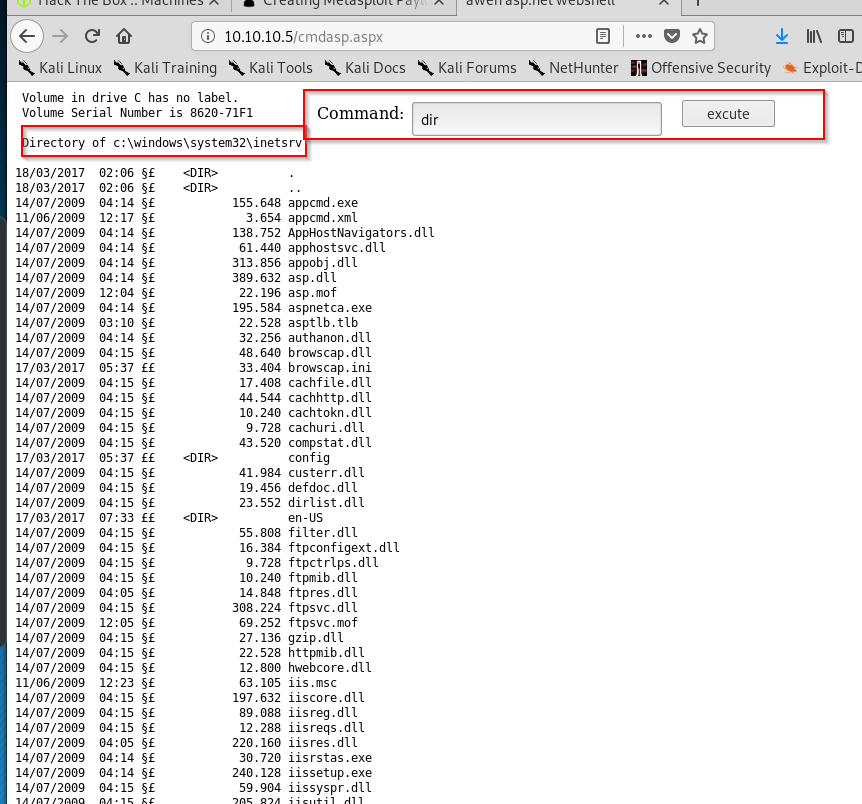 Hack The Box :: Machines
Creating Metasploit Paylo
awen asp.net webshell
10.10.10.5/cmdasp.aspx
Kali Linux Kali Training Kali Tools Kali Docs Kali Forums NetHunter Offensive Security Exploit-D
Volume in drive C has no label.
Volume Serial Number is 8620-71F1
Command: dir excute
Directory of c:\windows\system32\inetsrv
18/03/2017 02:06 §£ <DIR> .
18/03/2017 02:06 §£ <DIR> ..
14/07/2009 04:14 §£ 155.648 appcmd.exe
11/06/2009 12:17 §£ 3.654 appcmd.xml
14/07/2009 04:14 §£ 138.752 AppHostNavigators.dll
14/07/2009 04:14 §£ 61.440 apphostsvc.dll
14/07/2009 04:14 §£ 313.856 appobj.dll
14/07/2009 04:14 §£ 389.632 asp.dll
14/07/2009 12:04 §£ 22.196 asp.mof
14/07/2009 04:14 §£ 195.584 aspnetca.exe
14/07/2009 03:10 §£ 22.528 asptlb.tlb
14/07/2009 04:14 §£ 32.256 authanon.dll
14/07/2009 04:15 §£ 48.640 browscap.dll
17/03/2017 05:37 ££ 33.404 browscap.ini
14/07/2009 04:15 §£ 17.408 cachfile.dll
14/07/2009 04:15 §£ 44.544 cachhttp.dll
14/07/2009 04:15 §£ 10.240 cachtokn.dll
14/07/2009 04:15 §£ 9.728 cachuri.dll
14/07/2009 04:15 §£ 43.520 compstat.dll
17/03/2017 05:37 ££ <DIR> config
14/07/2009 04:15 §£ 41.984 custerr.dll
14/07/2009 04:15 §£ 19.456 defdoc.dll
14/07/2009 04:15 §£ 23.552 dirlist.dll
17/03/2017 07:33 ££ <DIR> en-US
14/07/2009 04:15 §£ 55.808 filter.dll
14/07/2009 04:15 §£ 16.384 ftpconfigext.dll
14/07/2009 04:15 §£ 9.728 ftpctrlps.dll
14/07/2009 04:15 §£ 10.240 ftpmib.dll
14/07/2009 04:05 §£ 14.848 ftpres.dll
14/07/2009 04:15 §£ 308.224 ftpsvc.dll
14/07/2009 12:05 §£ 69.252 ftpsvc.mof
14/07/2009 04:15 §£ 27.136 gzip.dll
14/07/2009 04:15 §£ 22.528 httpmib.dll
14/07/2009 04:15 §£ 12.800 hwebcore.dll
11/06/2009 12:23 §£ 63.105 iis.msc
14/07/2009 04:15 §£ 197.632 iiscore.dll
14/07/2009 04:15 §£ 89.088 iisreg.dll
14/07/2009 04:15 §£ 12.288 iisreqs.dll
14/07/2009 04:05 §£ 220.160 iisres.dll
14/07/2009 04:14 §£ 30.720 iisrstas.exe
14/07/2009 04:14 §£ 240.128 iissetup.exe
14/07/2009 04:15 §£ 59.904 iissyspr.dll
14/07/2009 04:15 §£ 205.824 iisutil.dll